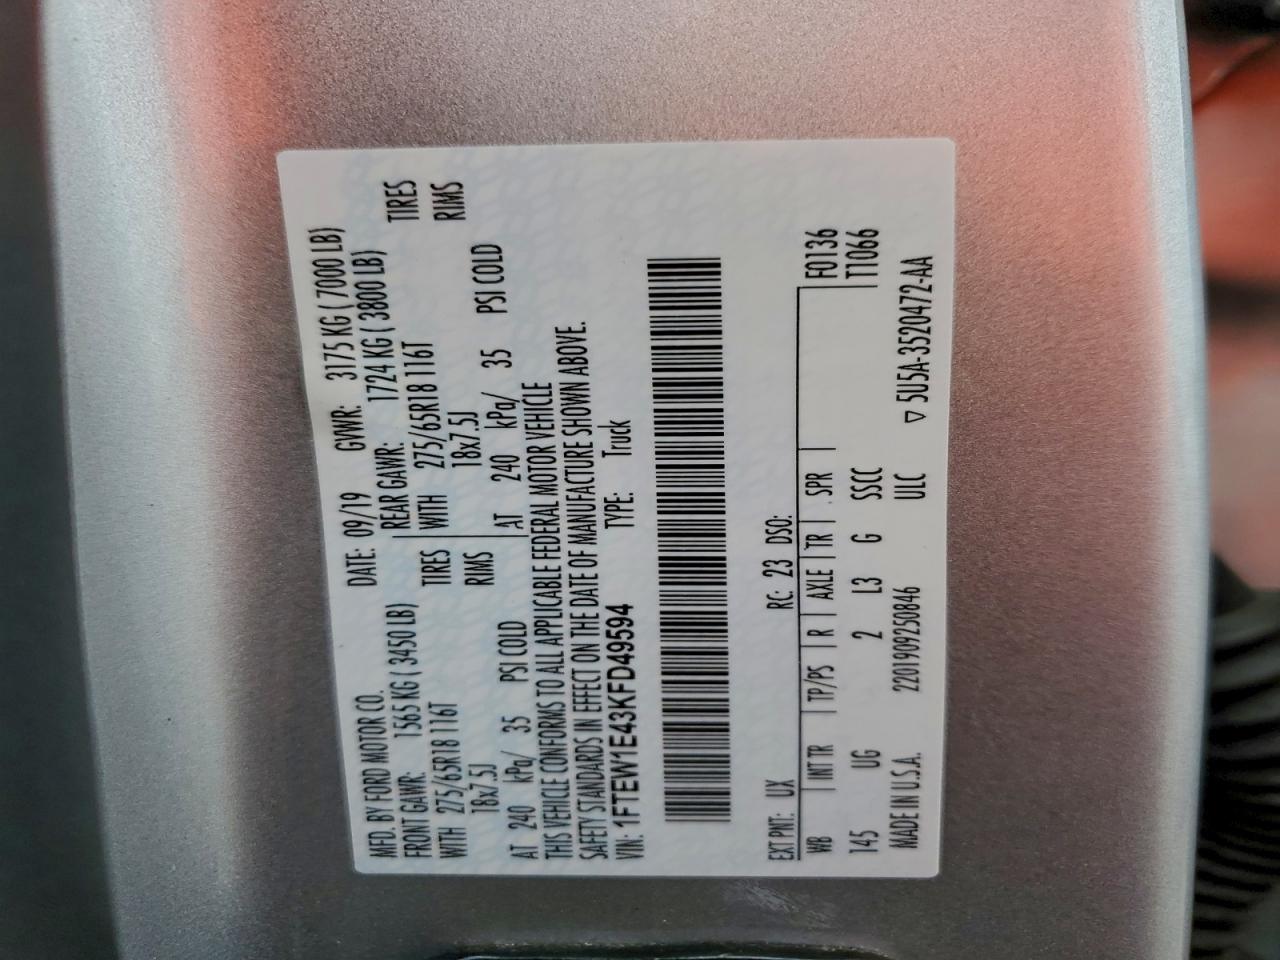 MFD. BY FORD MOTOR CO. DATE: 09/19 GVWR: 3175 KG ( 7000 LB)
FRONT GAWR: 1565 KG ( 3450 LB) REAR GAWR: 1724 KG ( 3800 LB)
WITH 275/65R18 116T TIRES WITH 275/65R18 116T TIRES
18x7.5J RIMS 18x7.5J RIMS
AT 240 kPa/ 35 PSI COLD AT 240 kPa/ 35 PSI COLD
THIS VEHICLE CONFORMS TO ALL APPLICABLE FEDERAL MOTOR VEHICLE
SAFETY STANDARDS IN EFFECT ON THE DATE OF MANUFACTURE SHOWN ABOVE.
VIN: 1FTEW1E43KFD49594 TYPE: Truck
EXT PNT: UX RC: 23 DSO:
WB INT TR TP/PS R AXLE TR SPR F0136
145 UG 2 L3 G SSCC T1066
MADE IN U.S.A. 2201909250846 ULC ▽ 5U5A-3520472-AA